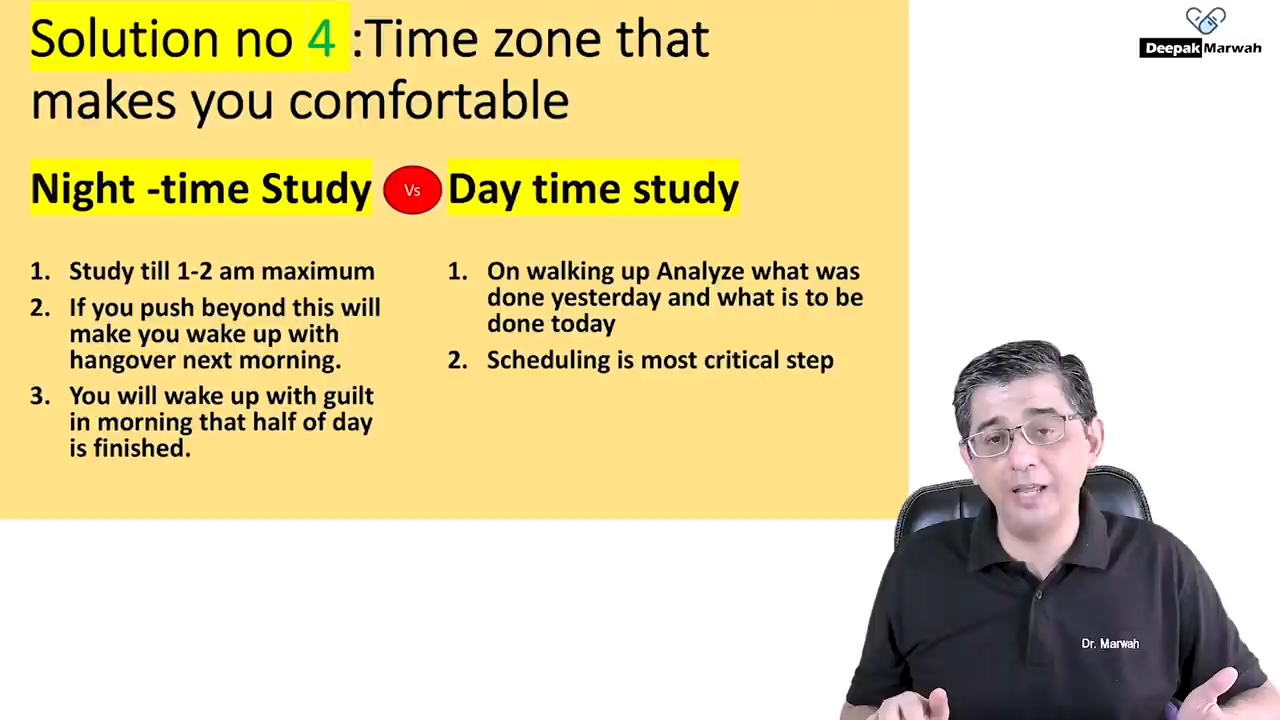 Solution no 4 :Time zone that
makes you comfortable
Deepak Marwah
Night -time Study Vs Day time study
1. Study till 1-2 am maximum
2. If you push beyond this will
make you wake up with
hangover next morning.
3. You will wake up with guilt
in morning that half of day
is finished.
1. On walking up Analyze what was
done yesterday and what is to be
done today
2. Scheduling is most critical step
Dr. Marwah